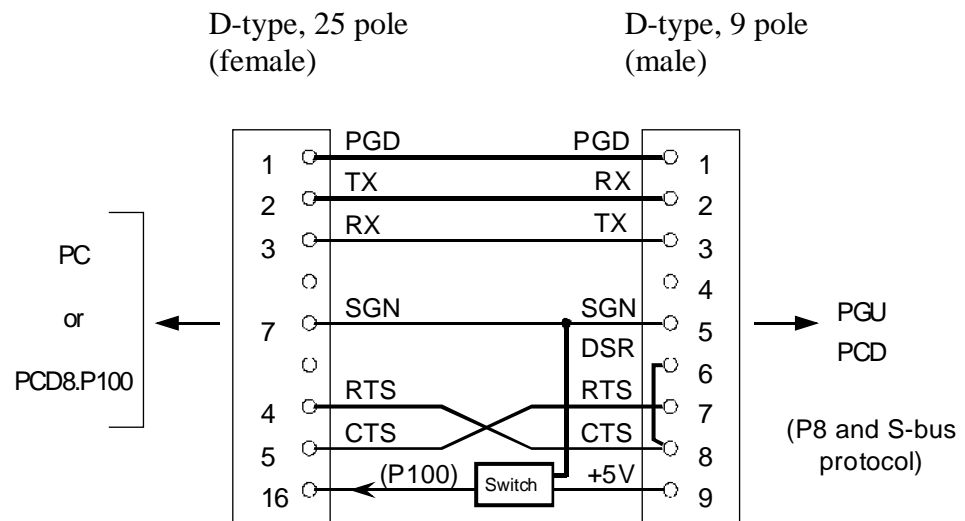 D-type, 25 pole
(female)
D-type, 9 pole
(male)
1 PGD PGD 1
2 TX RX 2
3 RX TX 3
4
7 SGN SGN 5
DSR 6
4 RTS RTS 7
5 CTS CTS 8
16 (P100) Switch +5V 9
PC
or
PCD8.P100
PGU
PCD
(P8 and S-bus
protocol)